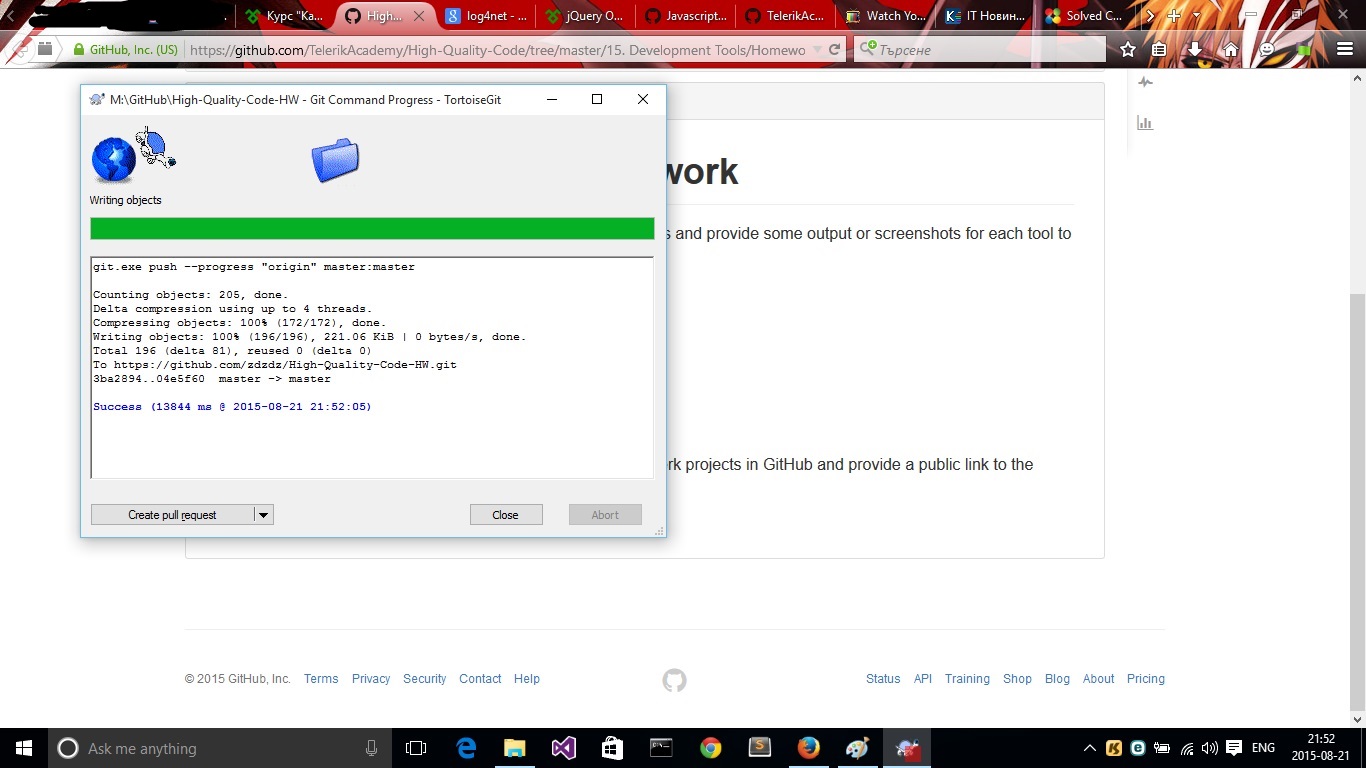 Курс "Ка...
High...
log4net - ...
jQuery O...
Javascript...
TelerikAc...
Watch Yo...
IT Новин...
Solved C...
GitHub, Inc. (US)
https://github.com/TelerikAcademy/High-Quality-Code/tree/master/15. Development Tools/Homewo
Търсене
M:\GitHub\High-Quality-Code-HW - Git Command Progress - TortoiseGit
work
Writing objects
s and provide some output or screenshots for each tool to
git.exe push --progress "origin" master:master
Counting objects: 205, done.
Delta compression using up to 4 threads.
Compressing objects: 100% (172/172), done.
Writing objects: 100% (196/196), 221.06 KiB | 0 bytes/s, done.
Total 196 (delta 81), reused 0 (delta 0)
To https://github.com/zdzdz/High-Quality-Code-HW.git
3ba2894..04e5f60  master -> master
Success (13844 ms @ 2015-08-21 21:52:05)
rk projects in GitHub and provide a public link to the
Create pull request
Close
Abort
© 2015 GitHub, Inc. Terms Privacy Security Contact Help
Status API Training Shop Blog About Pricing
Ask me anything
ENG
21:52
2015-08-21